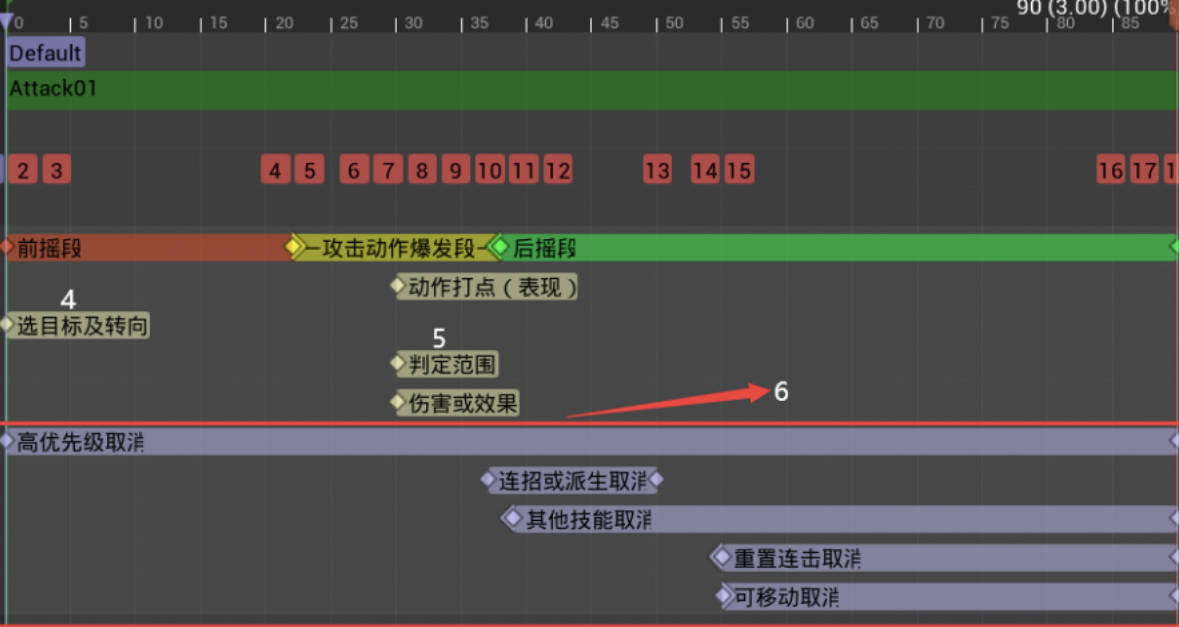 90 (3.00) (100%
0 5 10 15 20 25 30 35 40 45 50 55 60 65 70 75 80 85
Default
Attack01
2 3 4 5 6 7 8 9 10 11 12 13 14 15 16 17 1
前摇段 攻击动作爆发段 后摇段
动作打点（表现）
4
选目标及转向
5
判定范围
6
伤害或效果
高优先级取消
连招或派生取消
其他技能取消
重置连击取消
可移动取消